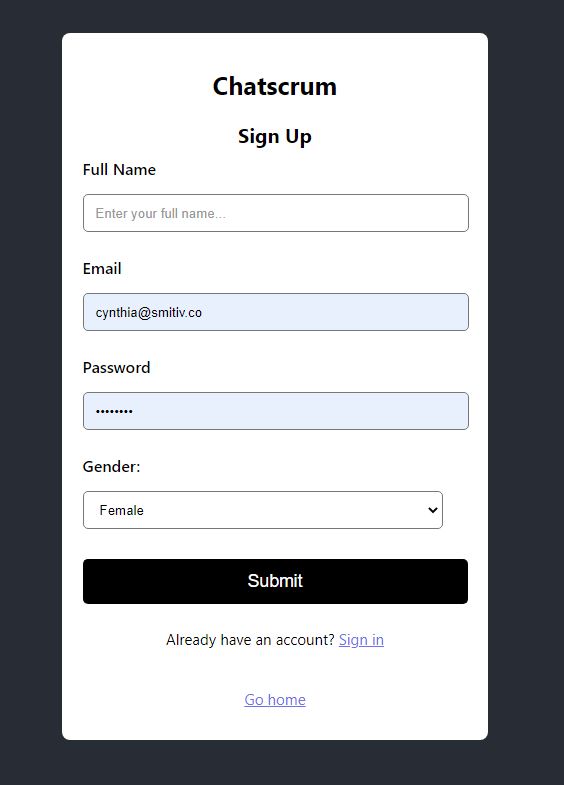 Chatscrum
Sign Up
Full Name
Enter your full name...
Email
cynthia@smitiv.co
Password
••••••••
Gender:
Female
Submit
Already have an account? Sign in
Go home